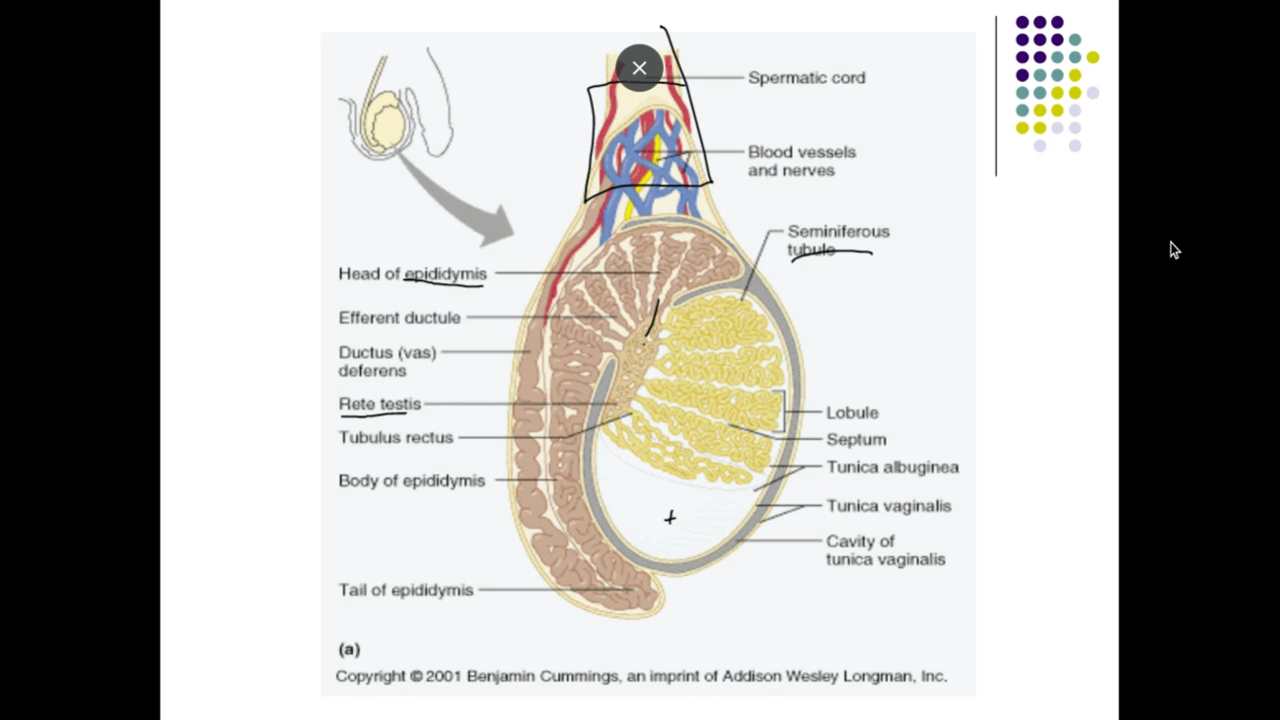 Spermatic cord
Blood vessels
and nerves
Seminiferous
tubule
Head of epididymis
Efferent ductule
Ductus (vas)
deferens
Rete testis
Tubulus rectus
Body of epididymis
Tail of epididymis
Lobule
Septum
Tunica albuginea
Tunica vaginalis
Cavity of
tunica vaginalis
(a)
Copyright © 2001 Benjamin Cummings, an imprint of Addison Wesley Longman, Inc.